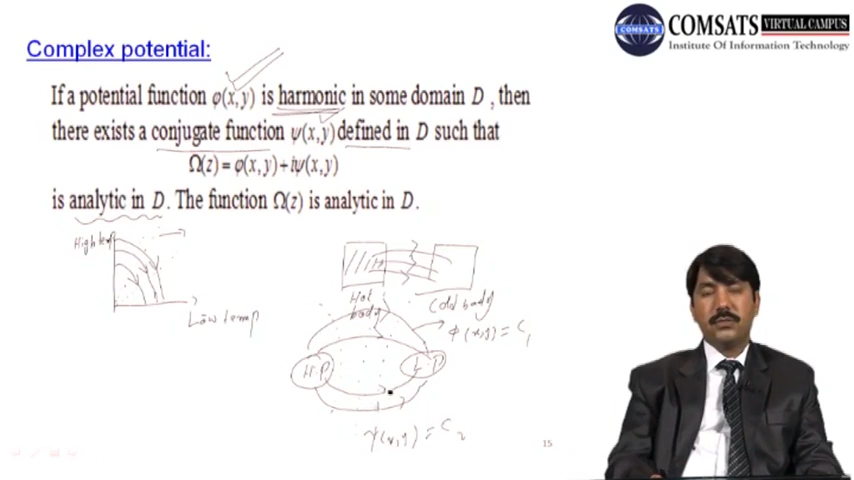 COMSATS VIRTUAL CAMPUS
Institute Of Information Technology
Complex potential:
If a potential function φ(x,y) is harmonic in some domain D , then
there exists a conjugate function ψ(x,y) defined in D such that
Ω(z) = φ(x,y)+iψ(x,y)
is analytic in D. The function Ω(z) is analytic in D.
High temp
Low temp
Hot body
Cold body
φ(x,y) = C₁
H.P
L.P
ψ(x,y) = C₂
15